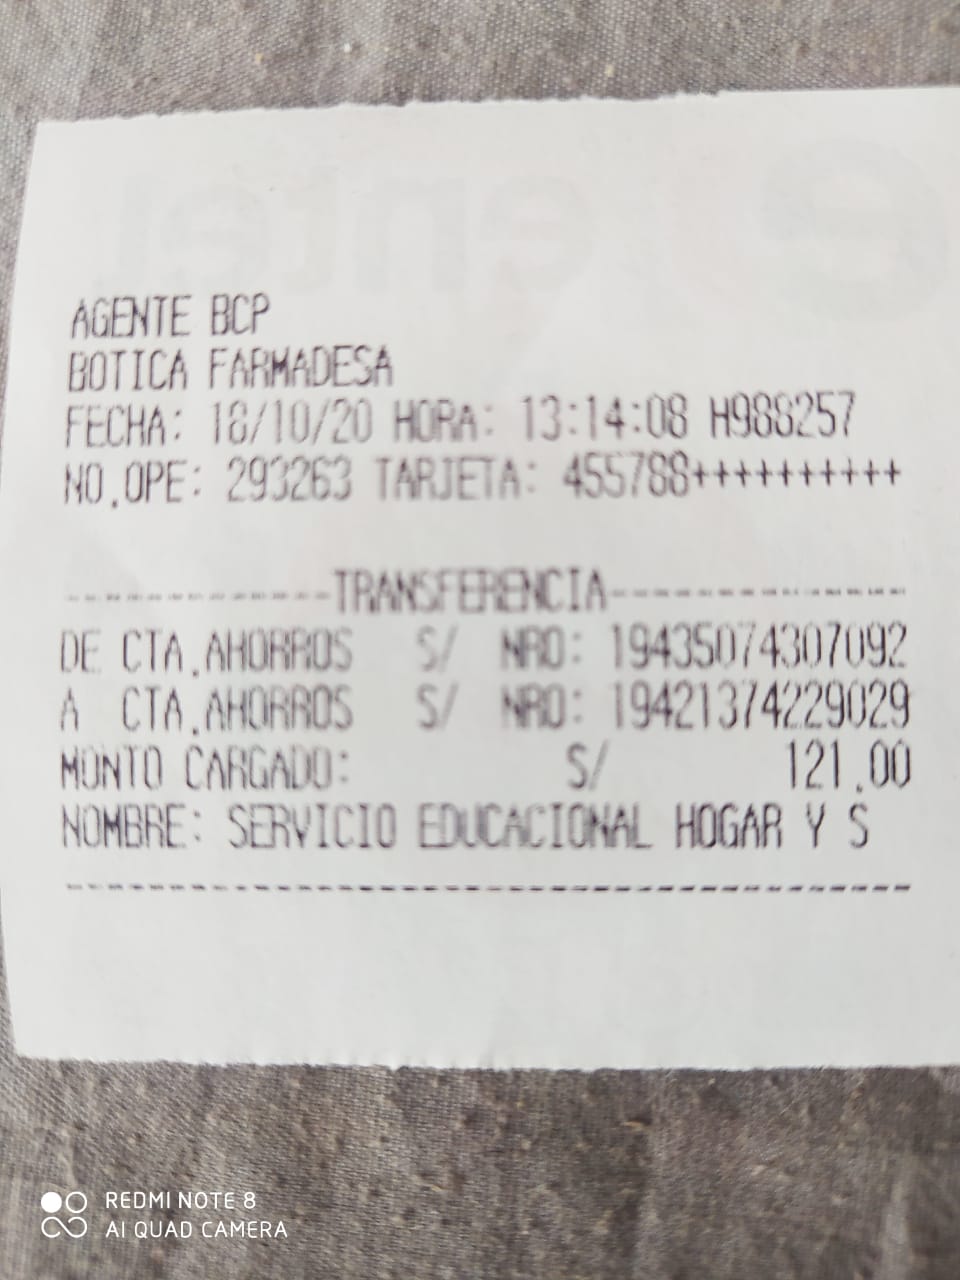 AGENTE BCP
BOTICA FARMADESA
FECHA: 18/10/20 HORA: 13:14:08 H988257
NO.OPE: 293263 TARJETA: 455788++++++++++
------------TRANSFERENCIA------------
DE CTA.AHORROS S/ NRO: 19435074307092
A CTA.AHORROS S/ NRO: 19421374229029
MONTO CARGADO: S/ 121.00
NOMBRE: SERVICIO EDUCACIONAL HOGAR Y S
REDMI NOTE 8
AI QUAD CAMERA